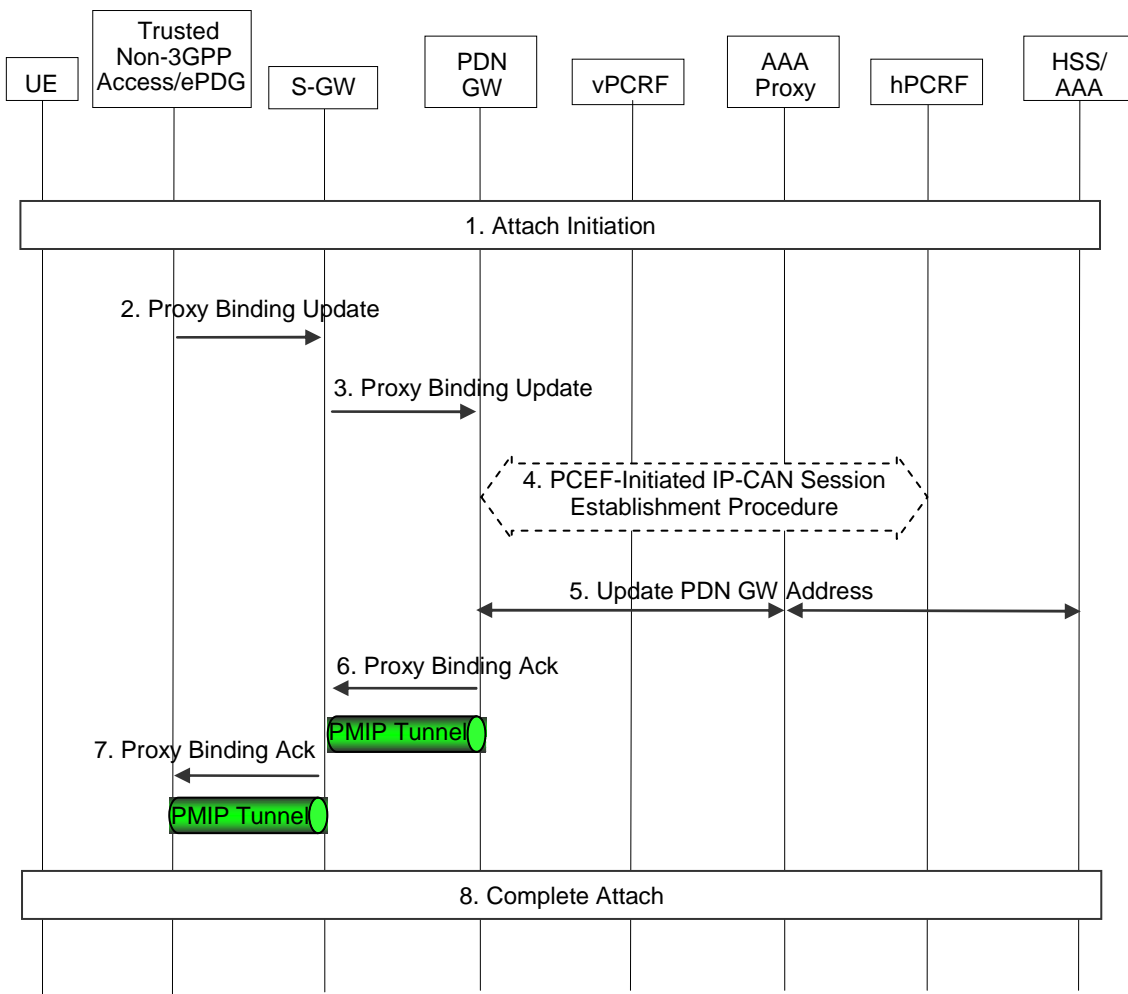 UE
Trusted
Non-3GPP
Access/ePDG
S-GW
PDN
GW
vPCRF
AAA
Proxy
hPCRF
HSS/
AAA
1. Attach Initiation
2. Proxy Binding Update
3. Proxy Binding Update
4. PCEF-Initiated IP-CAN Session
Establishment Procedure
5. Update PDN GW Address
6. Proxy Binding Ack
PMIP Tunnel
7. Proxy Binding Ack
PMIP Tunnel
8. Complete Attach